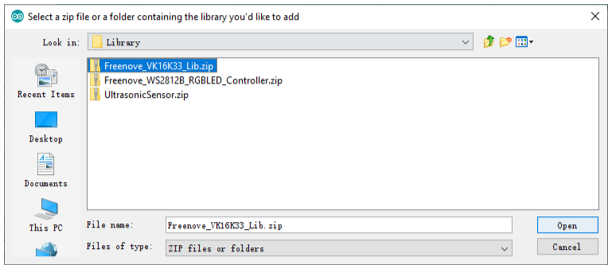 Select a zip file or a folder containing the library you'd like to add
Look in: Library
Freenove_VK16K33_Lib.zip
Freenove_WS2812B_RGBLED_Controller.zip
UltrasonicSensor.zip
Recent Items
Desktop
Documents
This PC
File name: Freenove_VK16K33_Lib.zip Open
Files of type: ZIP files or folders Cancel